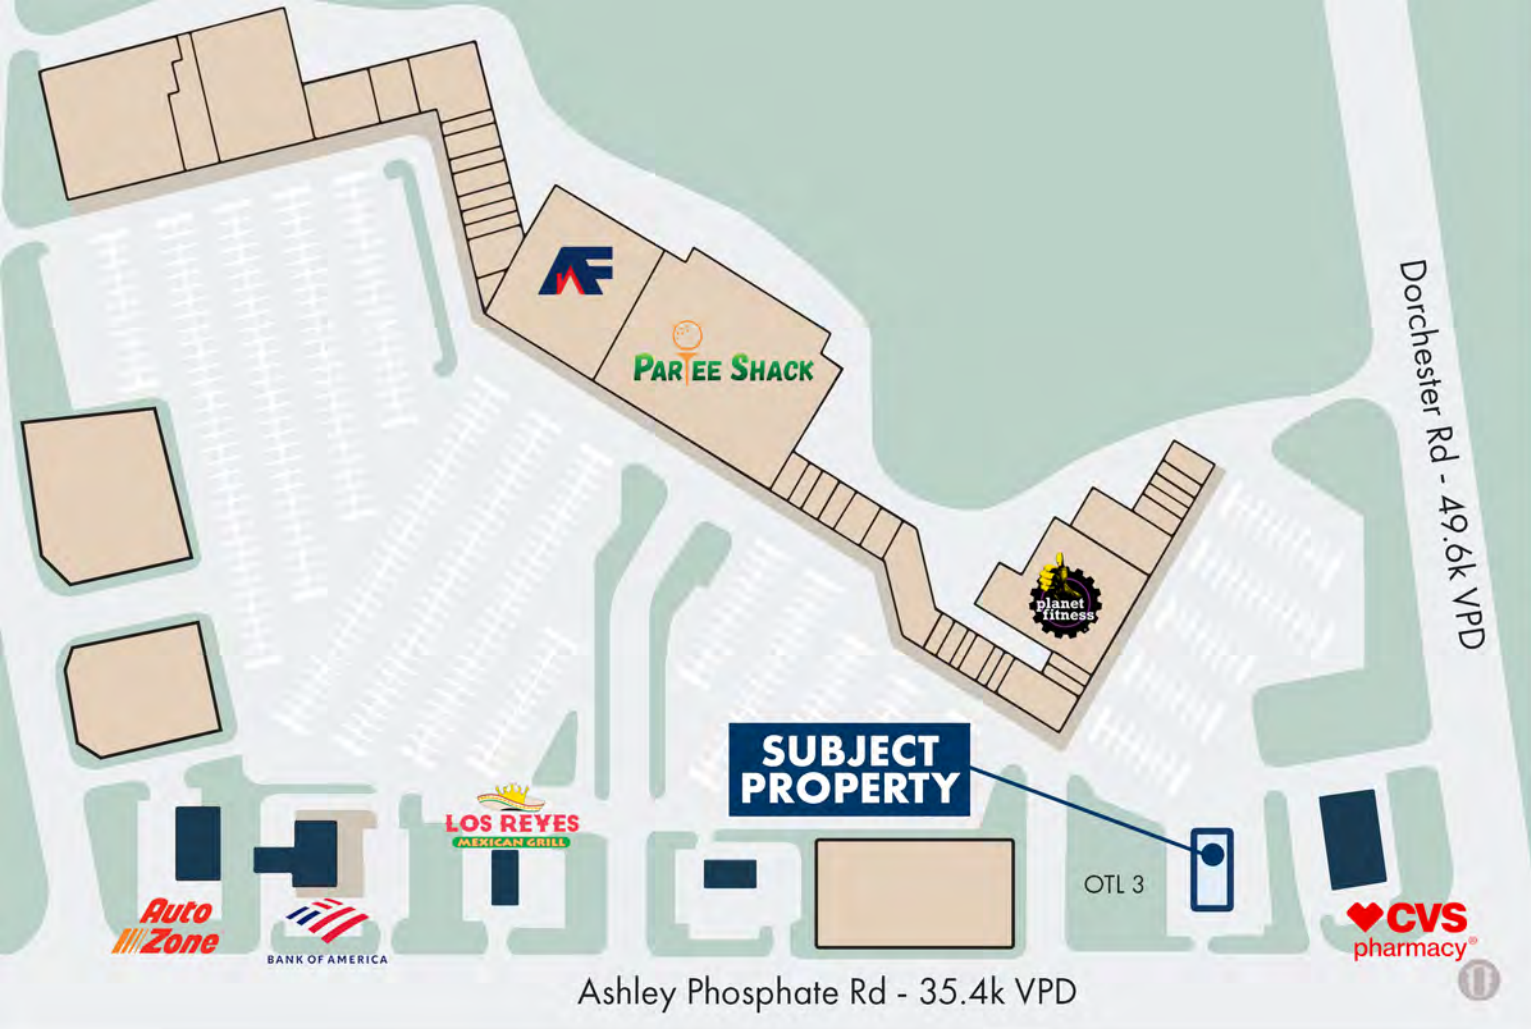 AF
PARTEE SHACK
Dorchester Rd - 49.6k VPD
planet
fitness
SUBJECT
PROPERTY
LOS REYES
MEXICAN GRILL
OTL 3
Auto
Zone
BANK OF AMERICA
CVS
pharmacy®
Ashley Phosphate Rd - 35.4k VPD